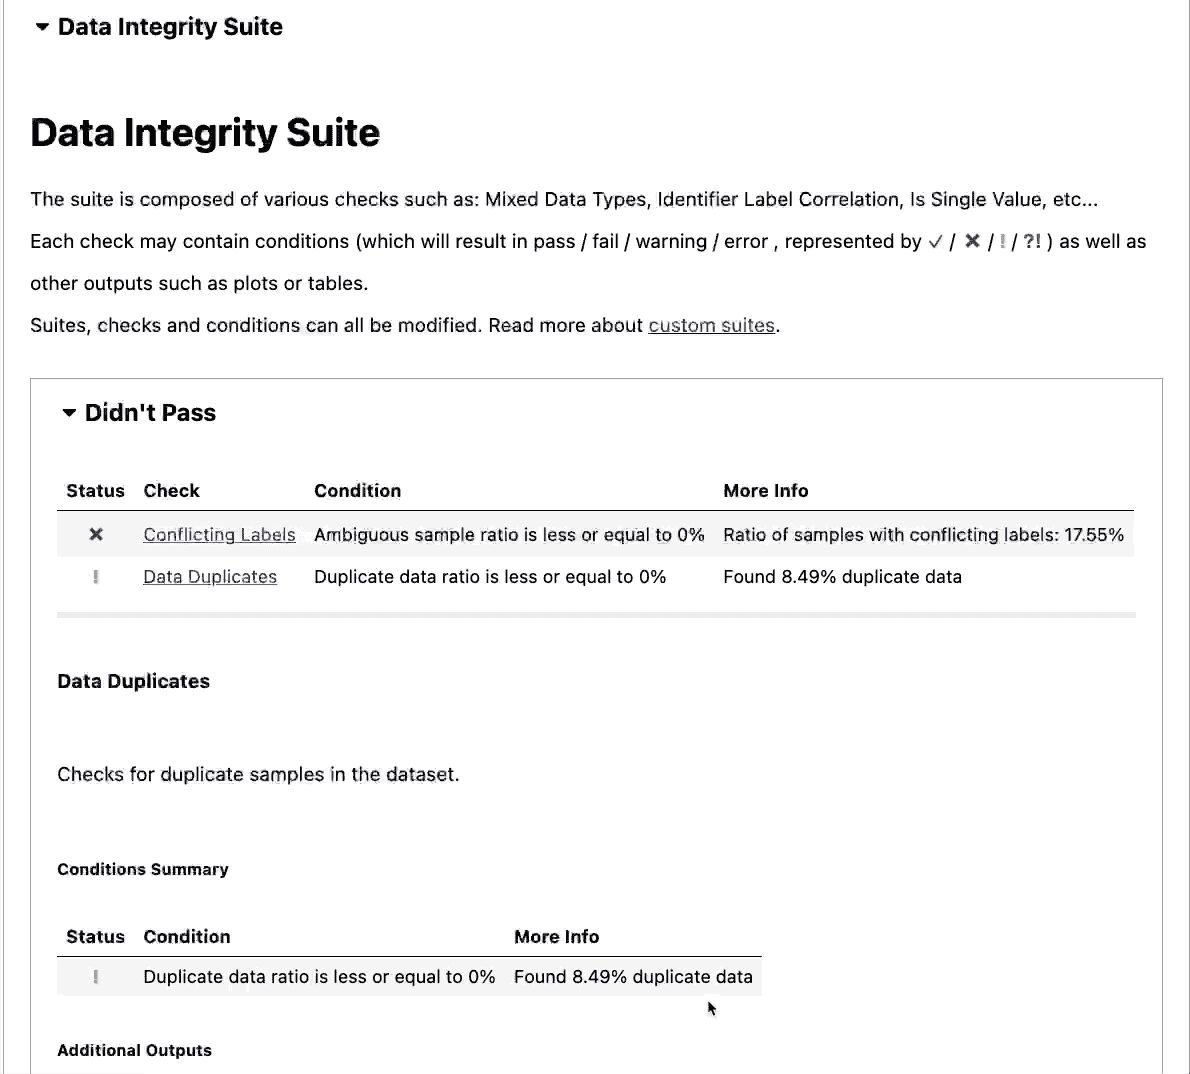 Data Integrity Suite
Data Integrity Suite
The suite is composed of various checks such as: Mixed Data Types, Identifier Label Correlation, Is Single Value, etc...
Each check may contain conditions (which will result in pass / fail / warning / error , represented by ✓ / ✖ / ! / ?! ) as well as
other outputs such as plots or tables.
Suites, checks and conditions can all be modified. Read more about custom suites.
Didn't Pass
Status Check Condition More Info
✖ Conflicting Labels Ambiguous sample ratio is less or equal to 0% Ratio of samples with conflicting labels: 17.55%
! Data Duplicates Duplicate data ratio is less or equal to 0% Found 8.49% duplicate data
Data Duplicates
Checks for duplicate samples in the dataset.
Conditions Summary
Status Condition More Info
! Duplicate data ratio is less or equal to 0% Found 8.49% duplicate data
Additional Outputs